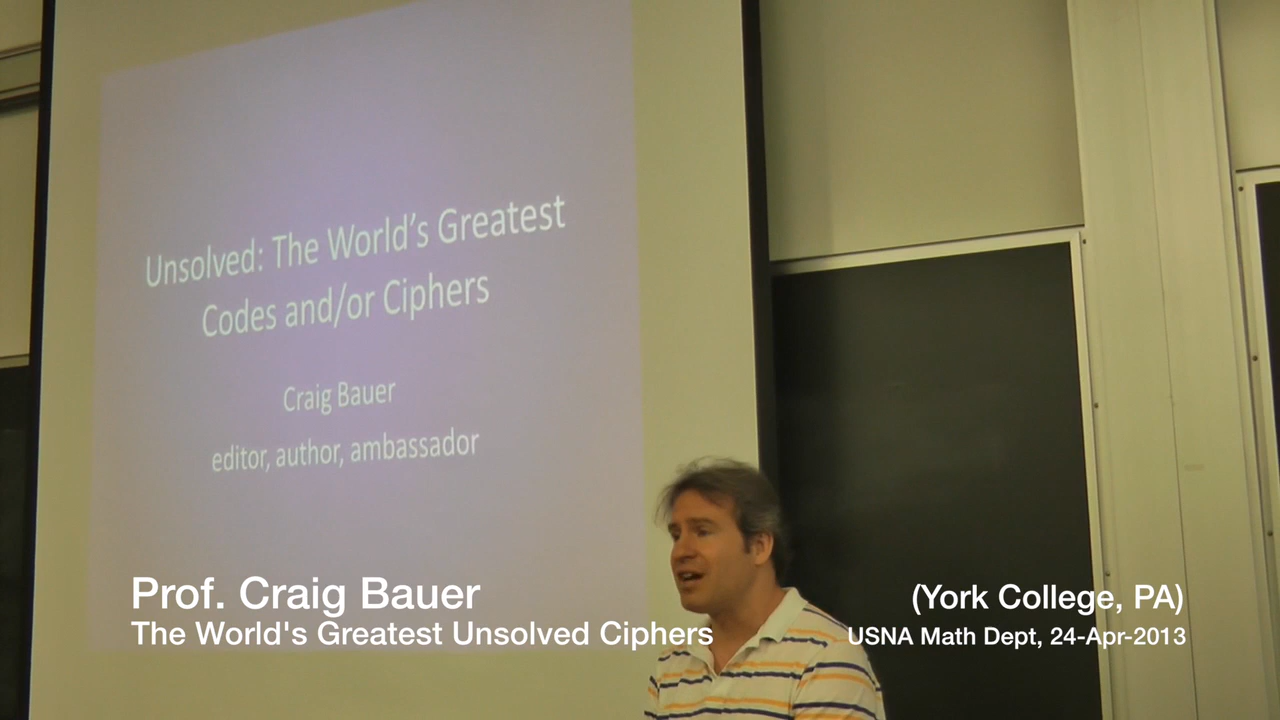 Unsolved: The World's Greatest
Codes and/or Ciphers
Craig Bauer
editor, author, ambassador
Prof. Craig Bauer
The World's Greatest Unsolved Ciphers
(York College, PA)
USNA Math Dept, 24-Apr-2013